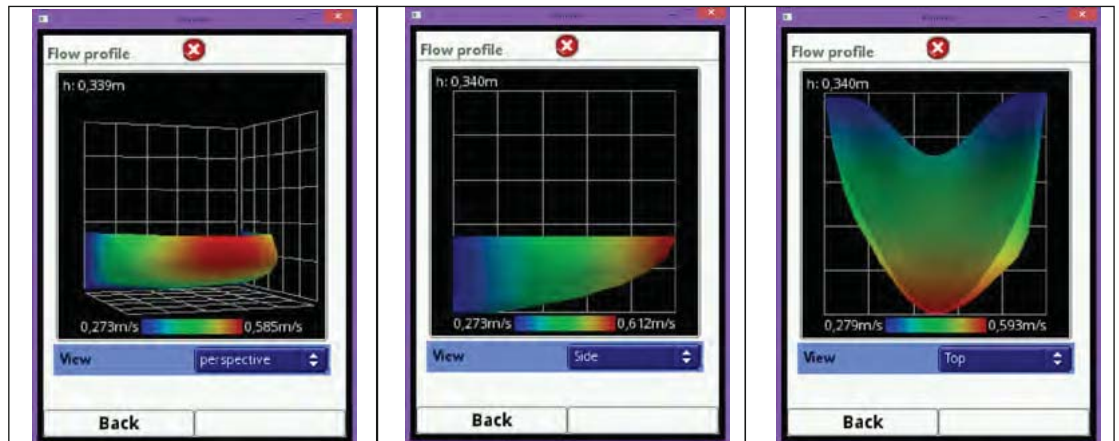 Flow profile
h: 0,339m
0,273m/s
0,585m/s
View
perspective
Back
Flow profile
h: 0,340m
0,273m/s
0,612m/s
View
Side
Back
Flow profile
h: 0,340m
0,279m/s
0,593m/s
View
Top
Back